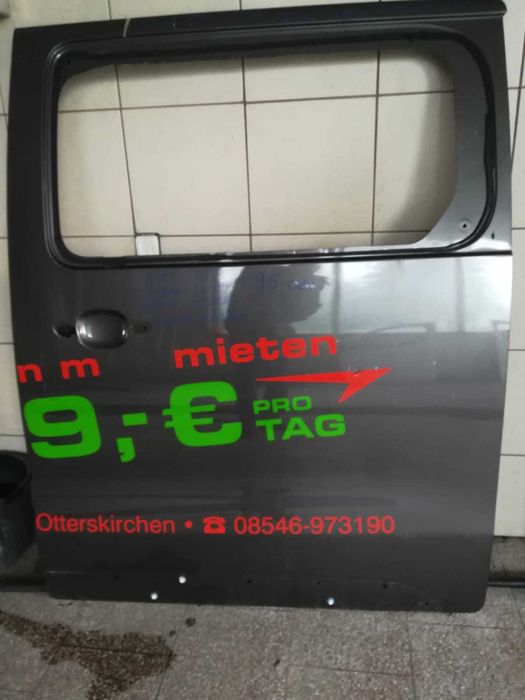 n m mieten
9,-€ PRO
TAG
Otterskirchen • ☎ 08546-973190